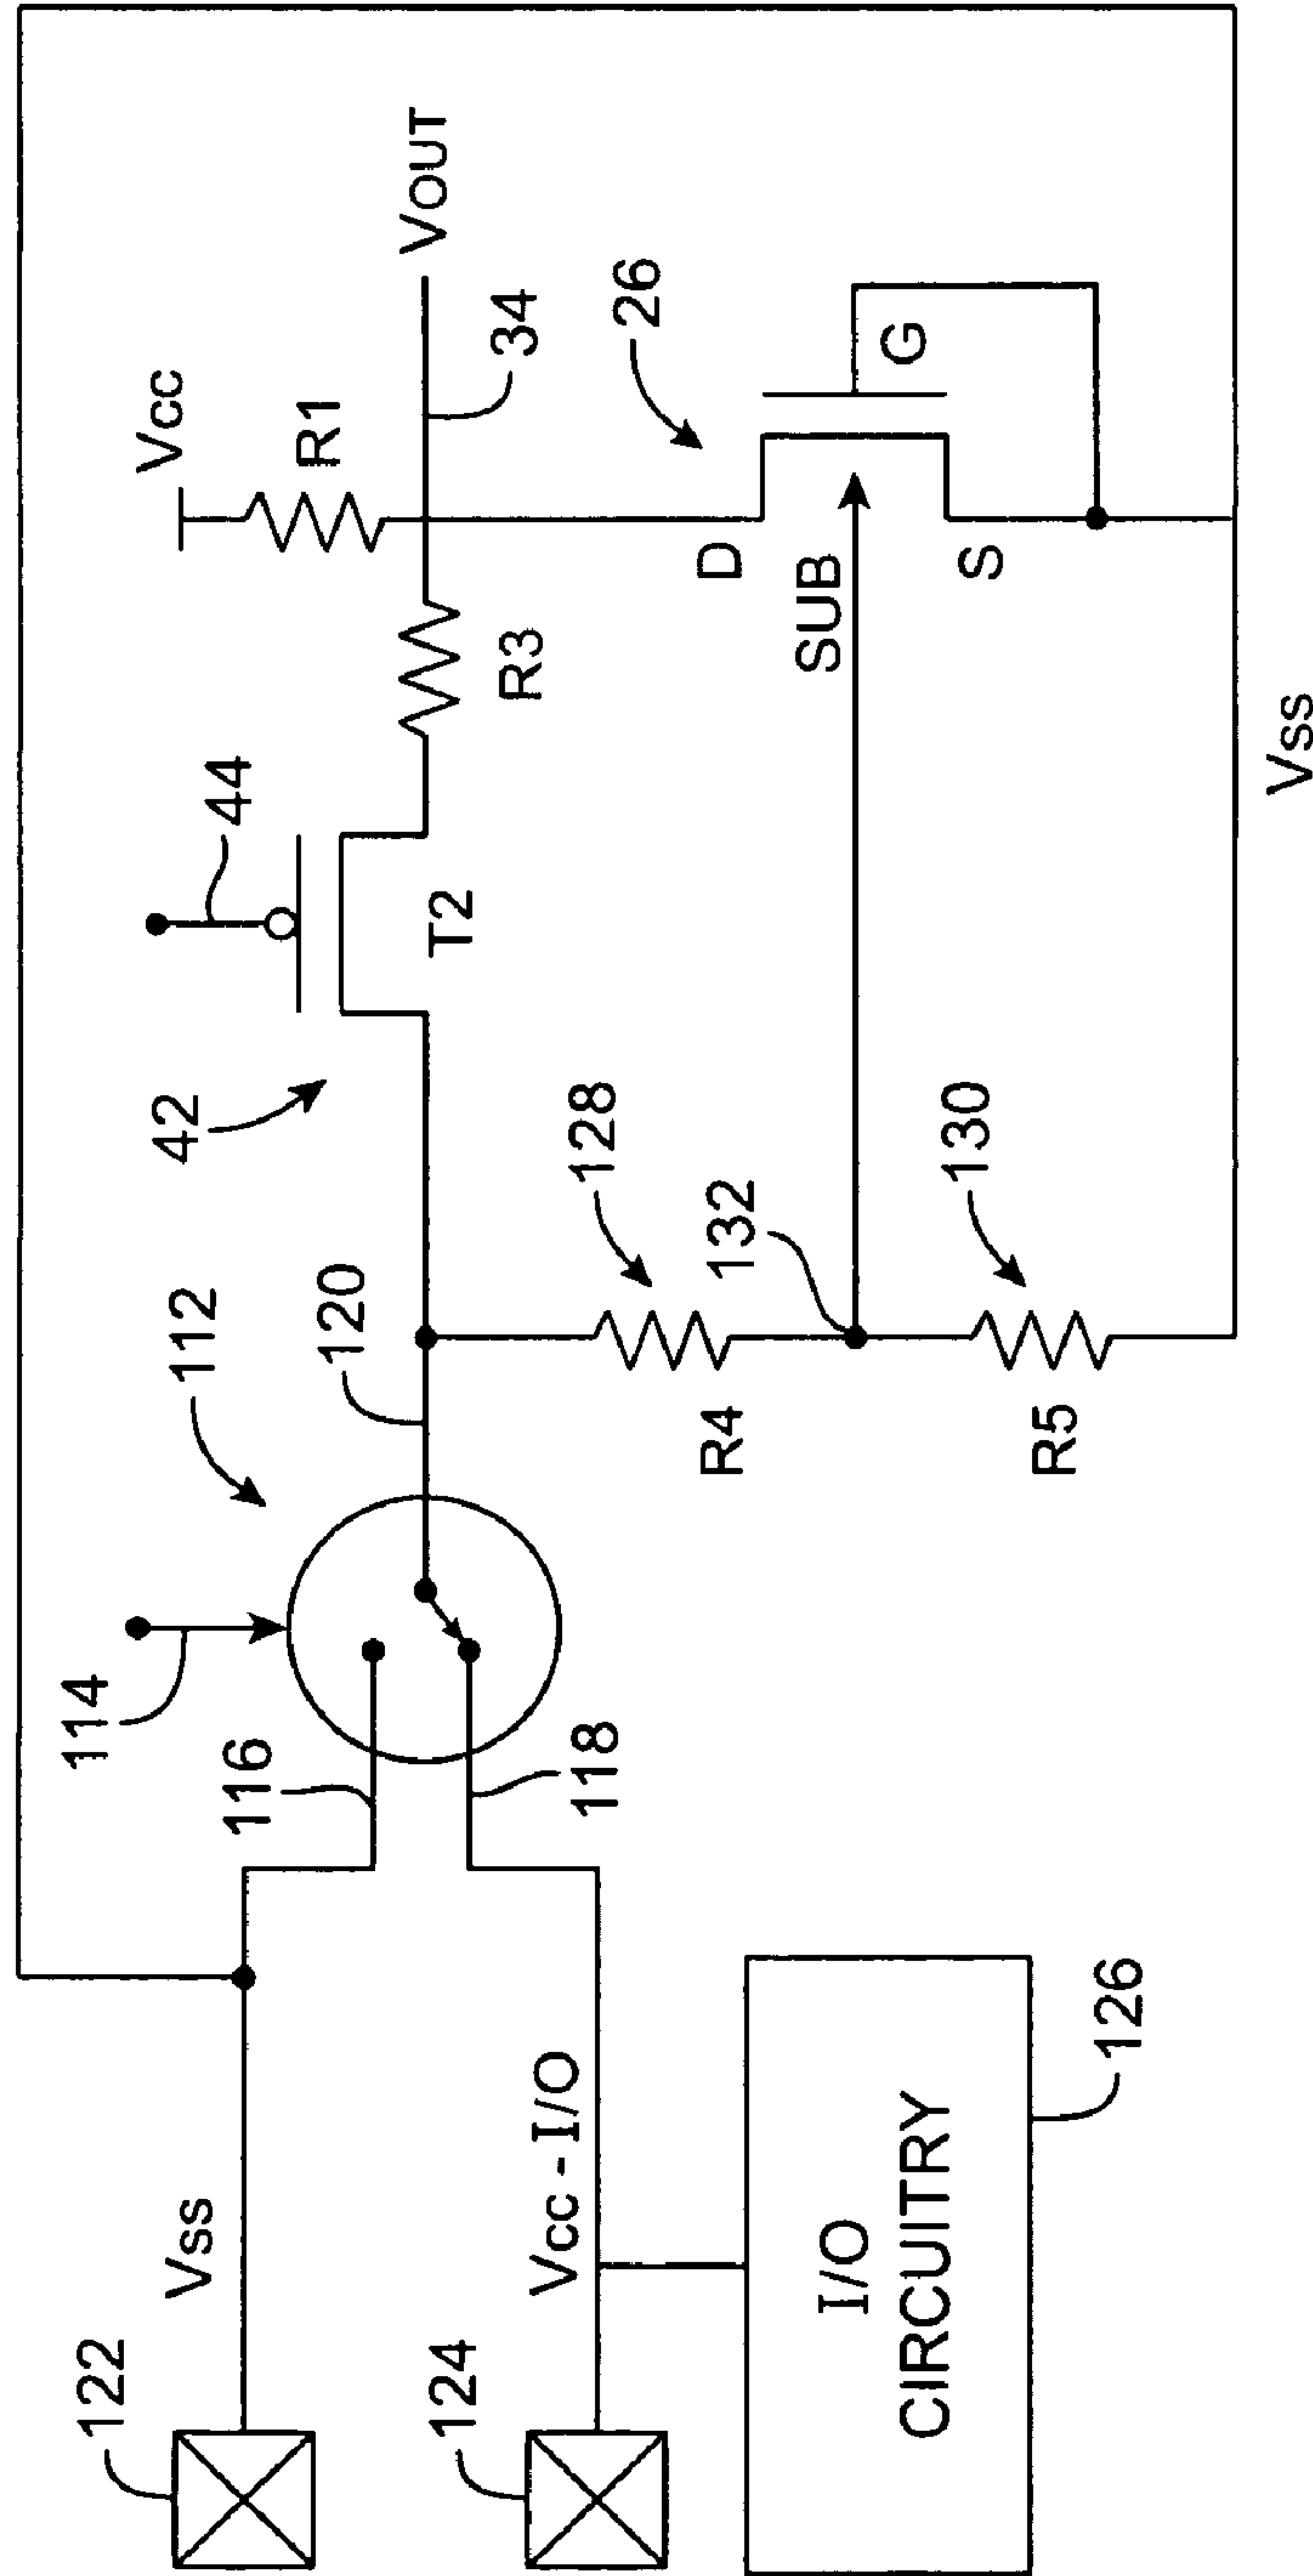 122
Vss
124
Vcc - I/O
I/O
CIRCUITRY
126
114
116
118
112
120
R4
128
132
R5
130
42
44
T2
R3
Vcc
R1
VOUT
34
26
D
G
SUB
S
Vss